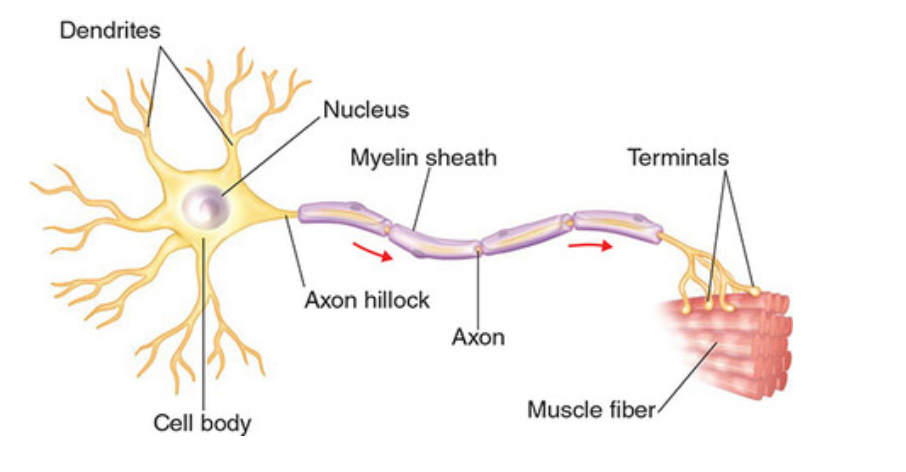 Dendrites
Nucleus
Myelin sheath
Terminals
Axon hillock
Axon
Muscle fiber
Cell body